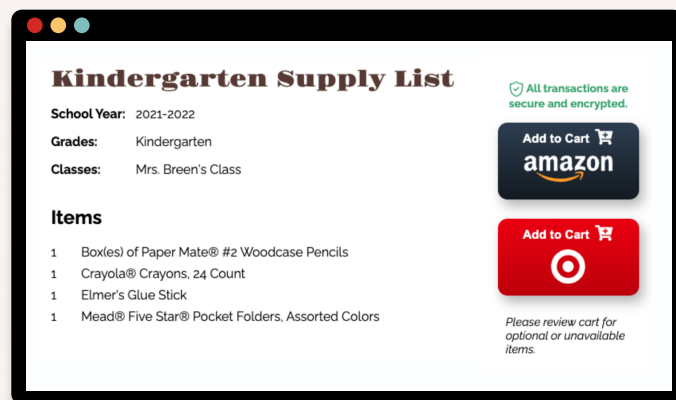 Kindergarten Supply List
School Year: 2021-2022
Grades: Kindergarten
Classes: Mrs. Breen's Class
Items
1 Box(es) of Paper Mate® #2 Woodcase Pencils
1 Crayola® Crayons, 24 Count
1 Elmer's Glue Stick
1 Mead® Five Star® Pocket Folders, Assorted Colors
All transactions are
secure and encrypted.
Add to Cart
amazon
Add to Cart
Please review cart for
optional or unavailable
items.